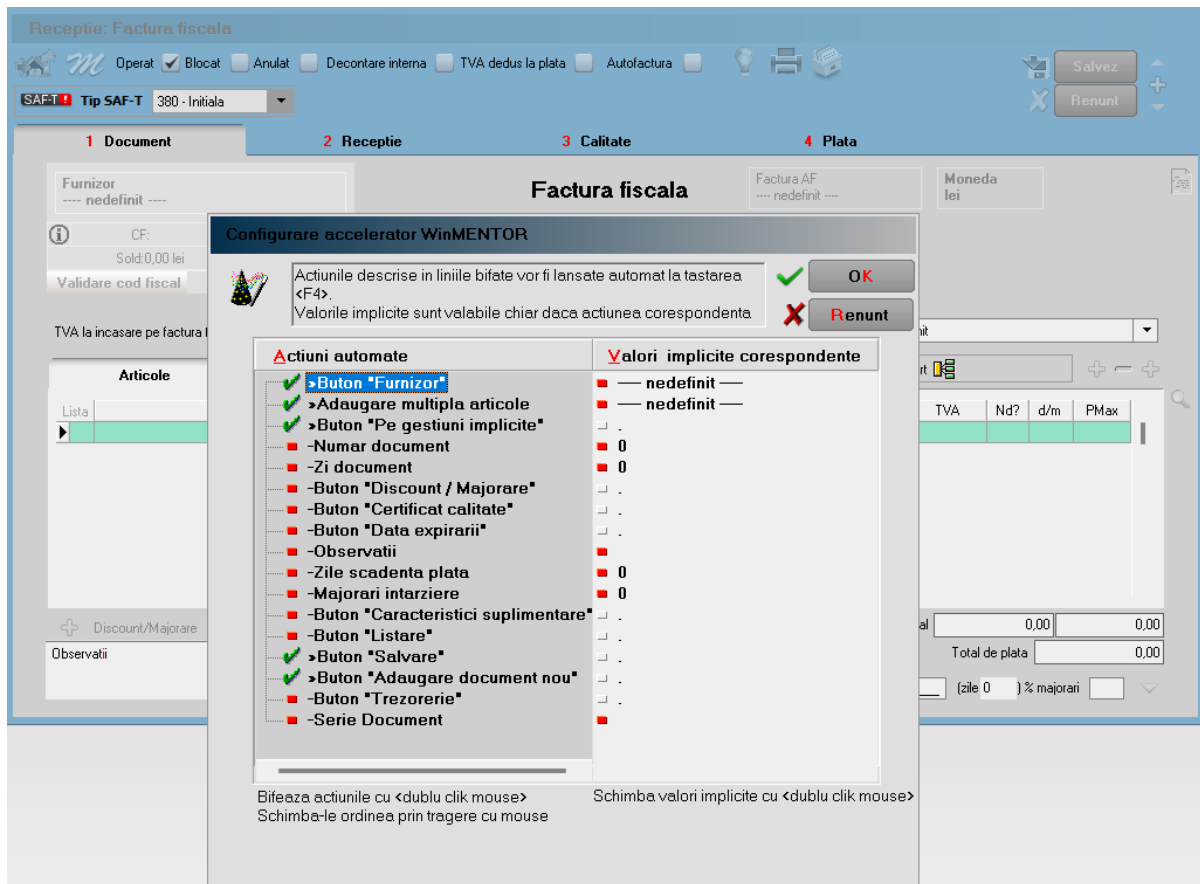 Receptie: Factura fiscala
Operat Blocat Anulat Decontare interna TVA dedus la plata Autofactura
Salvez
SAF-T! Tip SAF-T 380 - Initiala
Renunt
1 Document 2 Receptie 3 Calitate 4 Plata
Furnizor
---- nedefinit ----
Factura fiscala
Factura AF
---- nedefinit ----
Moneda
lei
CF:
Sold:0,00 lei
Validare cod fiscal
TVA la incasare pe factura
Articole
Lista
TVA Nd? d/m PMax
Discount/Majorare
0,00 0,00
Observatii
Total de plata 0,00
(zile 0 ) % majorari
Configurare accelerator WinMENTOR
Actiunile descrise in liniile bifate vor fi lansate automat la tastarea
<F4>.
Valorile implicite sunt valabile chiar daca actiunea corespondenta
OK
Renunt
Actiuni automate Valori implicite corespondente
»Buton "Furnizor" — nedefinit —
»Adaugare multipla articole — nedefinit —
»Buton "Pe gestiuni implicite" .
-Numar document 0
-Zi document 0
-Buton "Discount / Majorare" .
-Buton "Certificat calitate" .
-Buton "Data expirarii" .
-Observatii
-Zile scadenta plata 0
-Majorari intarziere 0
-Buton "Caracteristici suplimentare" .
-Buton "Listare" .
»Buton "Salvare" .
»Buton "Adaugare document nou" .
-Buton "Trezorerie" .
-Serie Document
Bifeaza actiunile cu <dublu clik mouse> Schimba valori implicite cu <dublu clik mouse>
Schimba-le ordinea prin tragere cu mouse